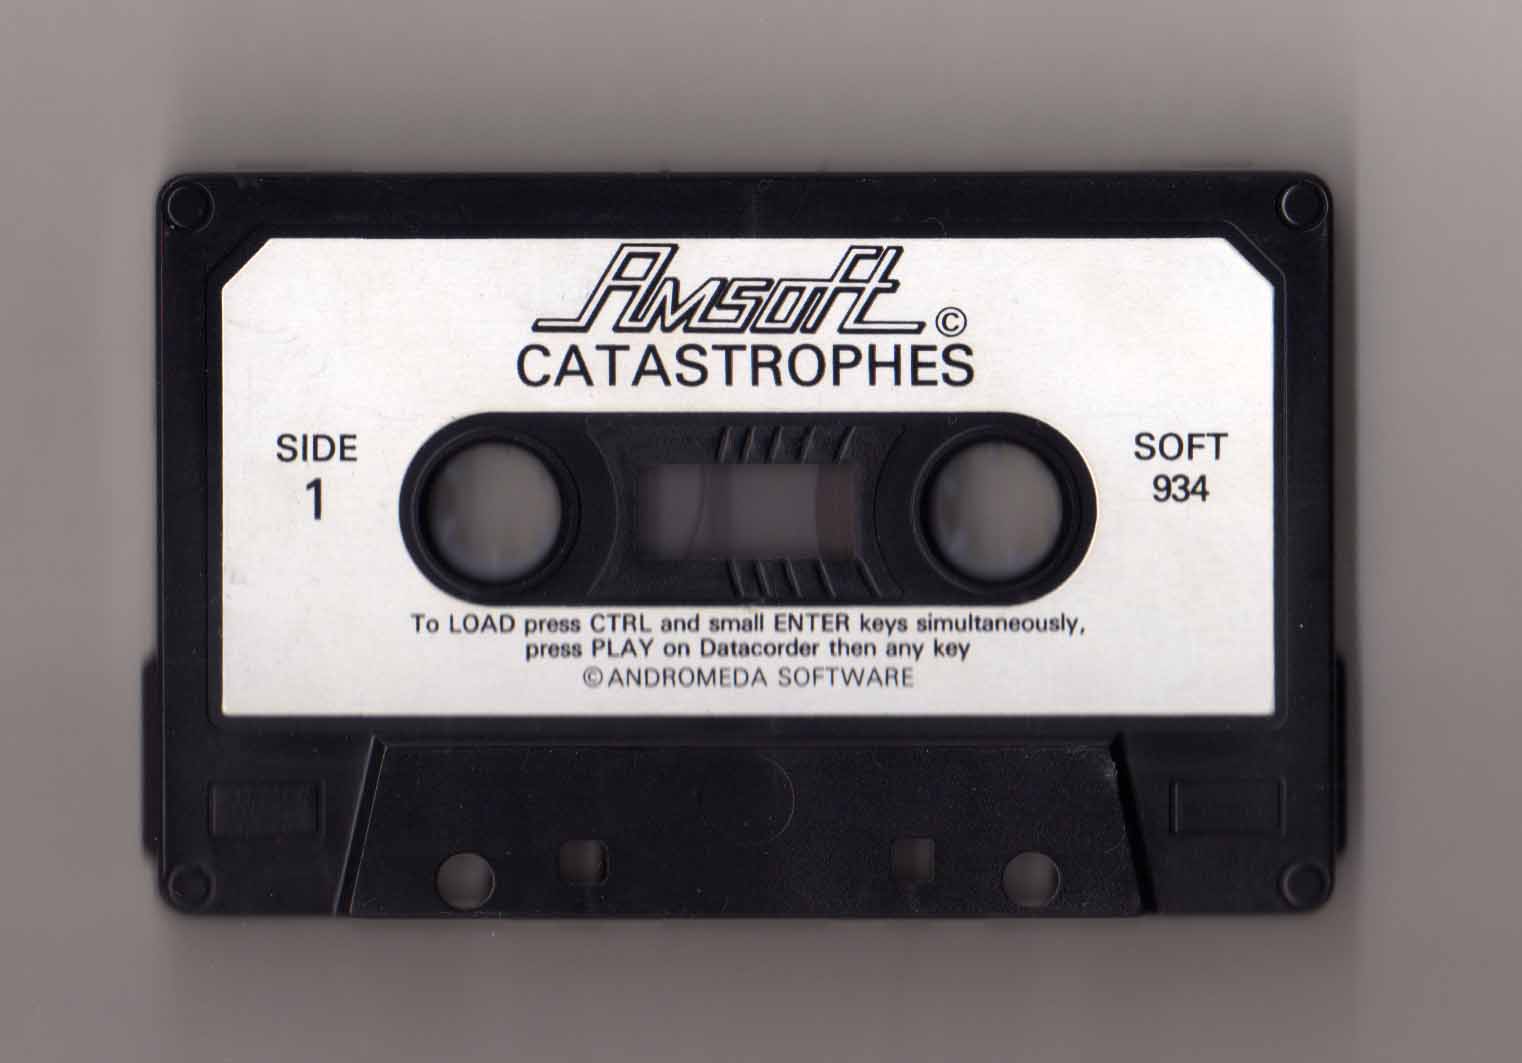 Amsoft ©
CATASTROPHES
SIDE
1
SOFT
934
To LOAD press CTRL and small ENTER keys simultaneously,
press PLAY on Datacorder then any key
©ANDROMEDA SOFTWARE